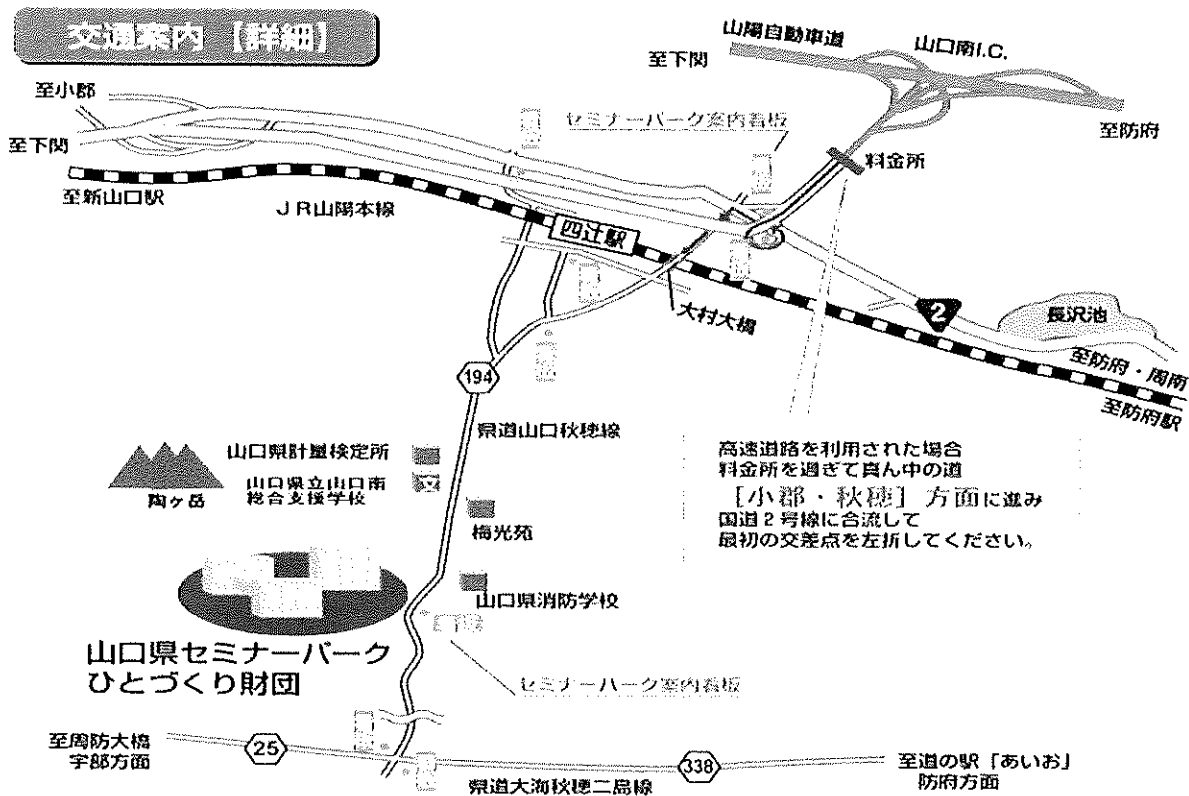 交通案内【詳細】
山陽自動車道
山口南I.C.
至下関
至防府
料金所
セミナーパーク案内看板
至小郡
至下関
至新山口駅
JR山陽本線
四辻駅
大村大橋
2
長沢池
至防府・周南
至防府駅
194
県道山口秋穂線
山口県計量検定所
山口県立山口南
総合支援学校
文
陶ヶ岳
梅光苑
山口県消防学校
高速道路を利用された場合
料金所を過ぎて真ん中の道
［小郡・秋穂］方面に進み
国道2号線に合流して
最初の交差点を左折してください。
山口県セミナーパーク
ひとづくり財団
セミナーパーク案内看板
至周防大橋
宇部方面
25
338
県道大海秋穂二島線
至道の駅「あいお」
防府方面